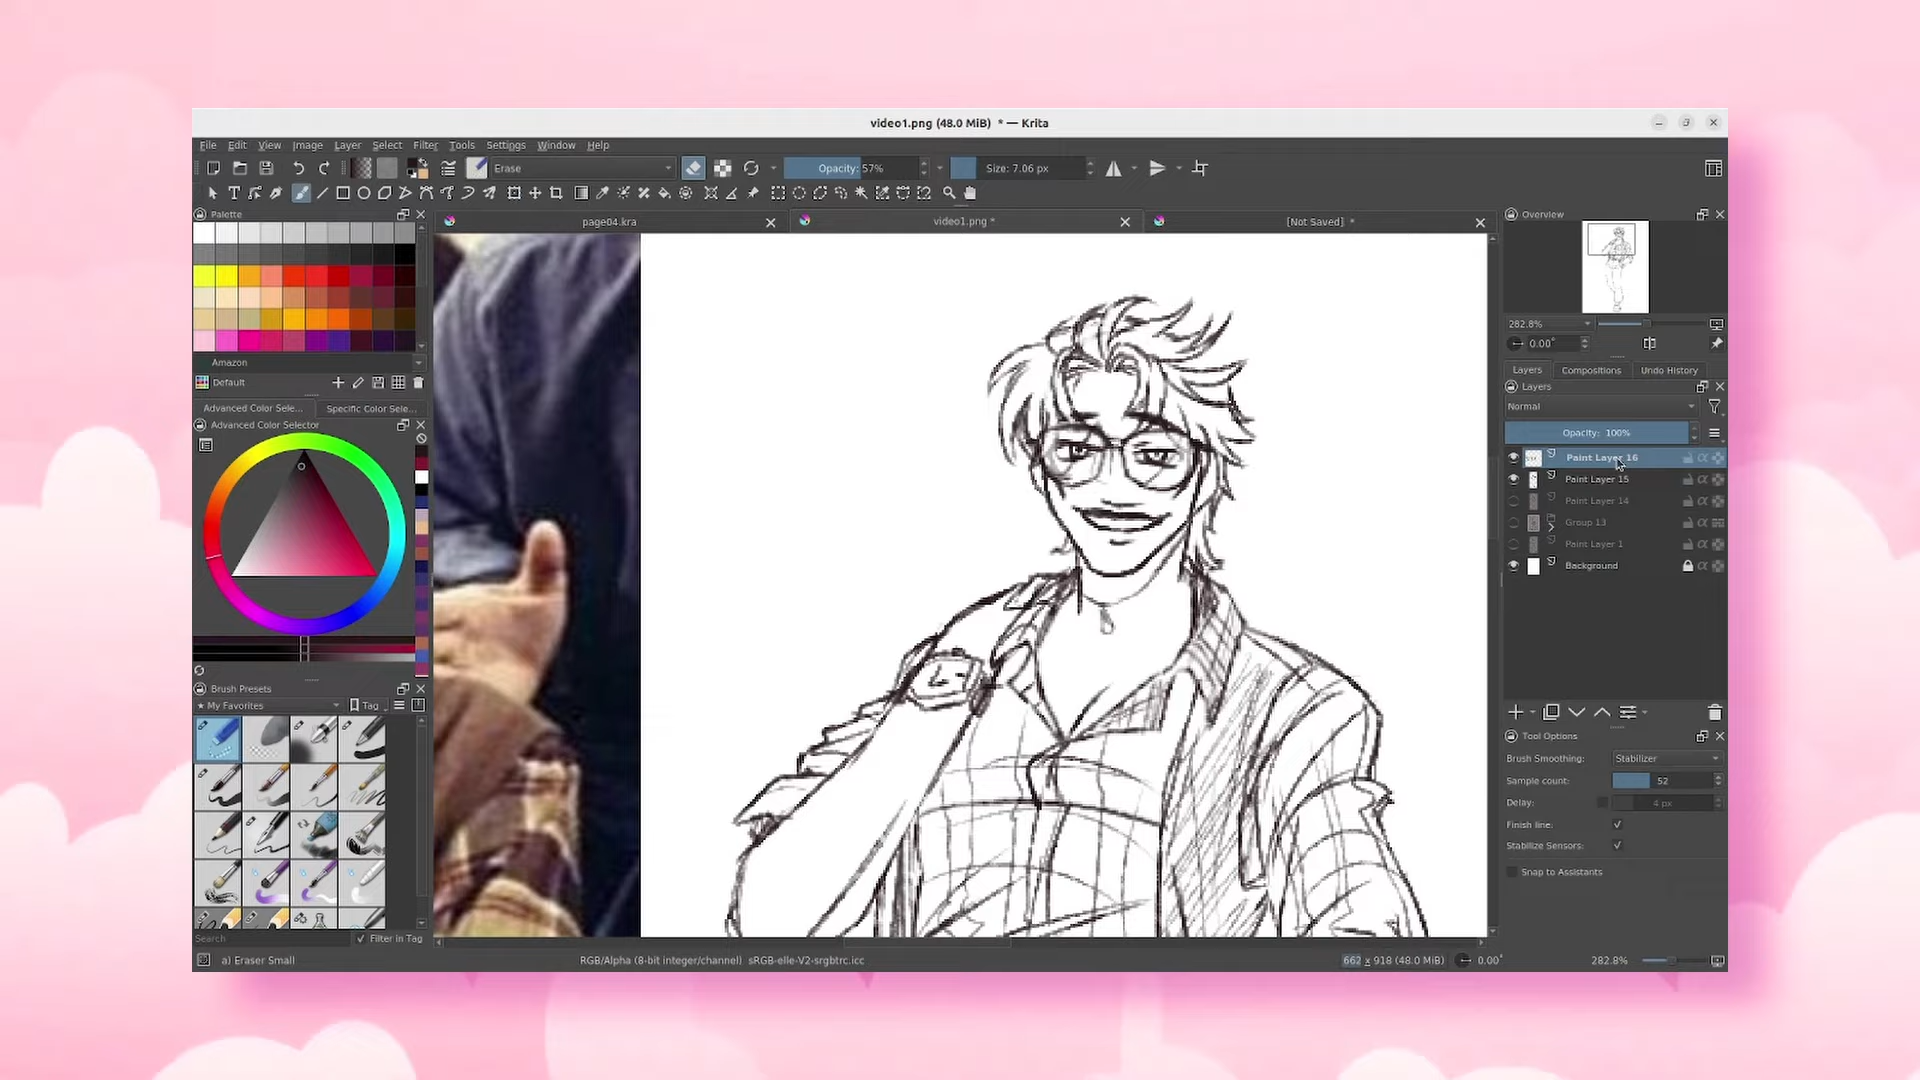 video1.png (48.0 MiB) * — Krita
File Edit View Image Layer Select Filter Tools Settings Window Help
Erase Opacity: 57% Size: 7.06 px
Palette page04.kra video1.png * [Not Saved] * Overview
282.8%
0.00°
Amazon
Default
Layers Compositions Undo History
Layers
Advanced Color Sele... Specific Color Sele...
Advanced Color Selector
Normal
Opacity: 100%
Paint Layer 16
Paint Layer 15
Paint Layer 14
Group 13
Paint Layer 1
Background
Brush Presets
★ My Favorites Tag
Tool Options
Brush Smoothing: Stabilizer
Sample count: 52
Delay: 4 px
Finish line:
Stabilize Sensors:
Snap to Assistants
Search Filter in Tag
a) Eraser Small RGB/Alpha (8-bit integer/channel) sRGB-elle-V2-srgbtrc.icc 662 x 918 (48.0 MiB) 0.00° 282.8%